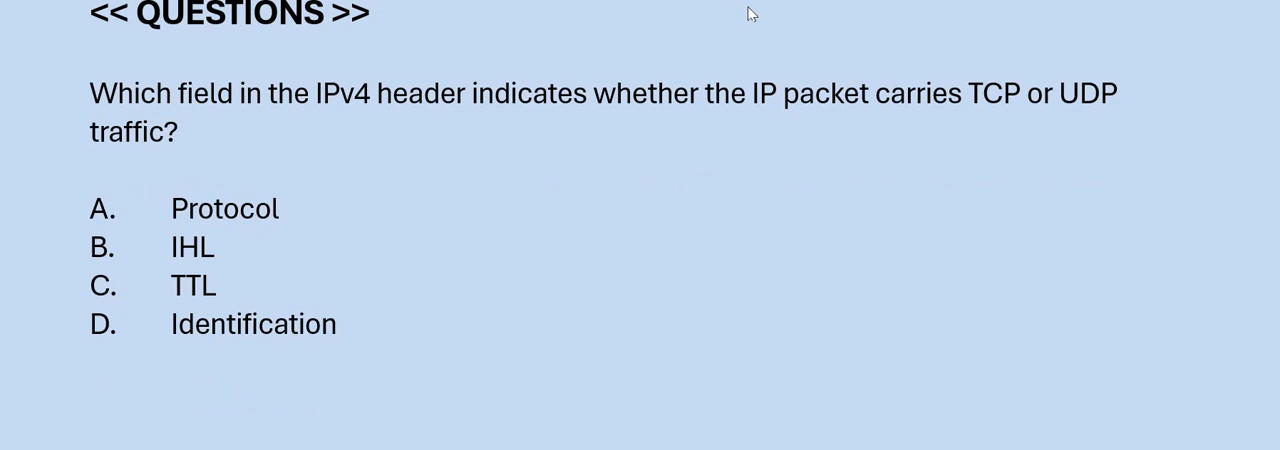 << QUESTIONS >>
Which field in the IPv4 header indicates whether the IP packet carries TCP or UDP
traffic?
A. Protocol
B. IHL
C. TTL
D. Identification